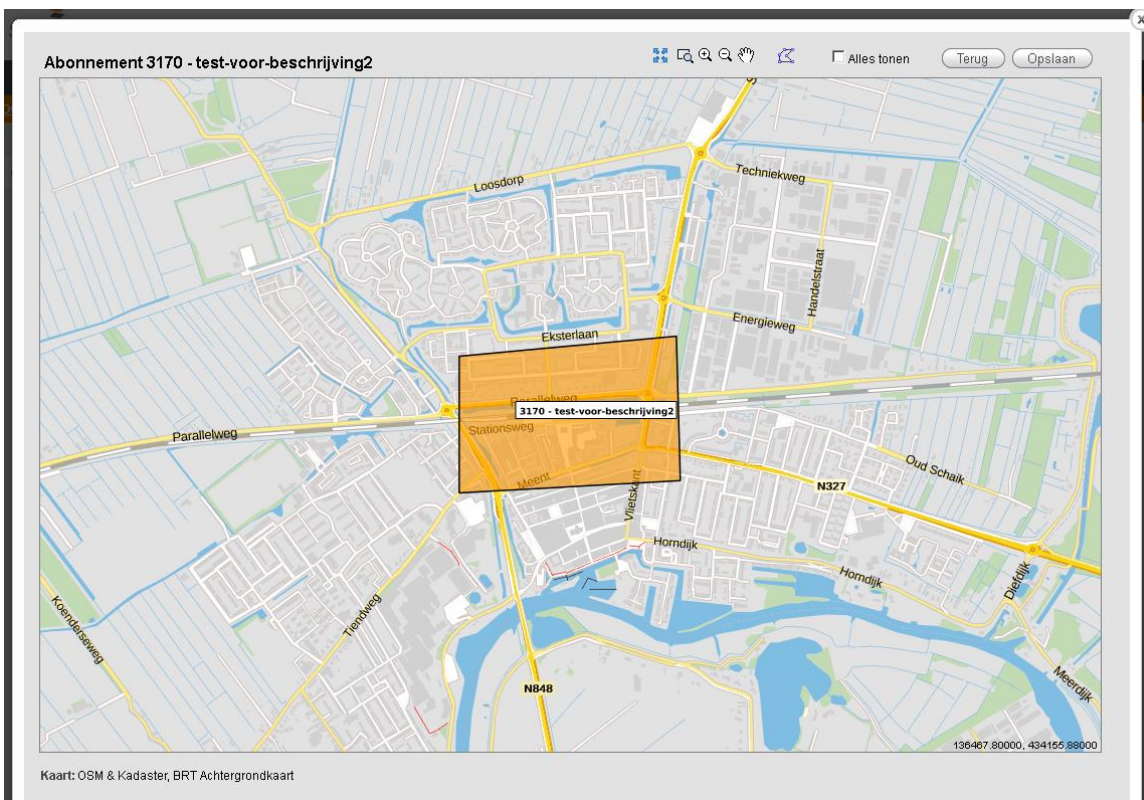 Abonnement 3170 - test-voor-beschrijving2
Alles tonen
Terug
Opslaan
Loosdorp
Techniekweg
Handelstraat
Energieweg
Eksterlaan
Parallelweg
3170 - test-voor-beschrijving2
Stationsweg
Parallelweg
Meent
Vlietskant
Oud Schaik
N327
Horndijk
Horndijk
Diefdijk
Tiendweg
Koenderseweg
Meerdijk
N848
136467.80000, 434155.88000
Kaart: OSM & Kadaster, BRT Achtergrondkaart